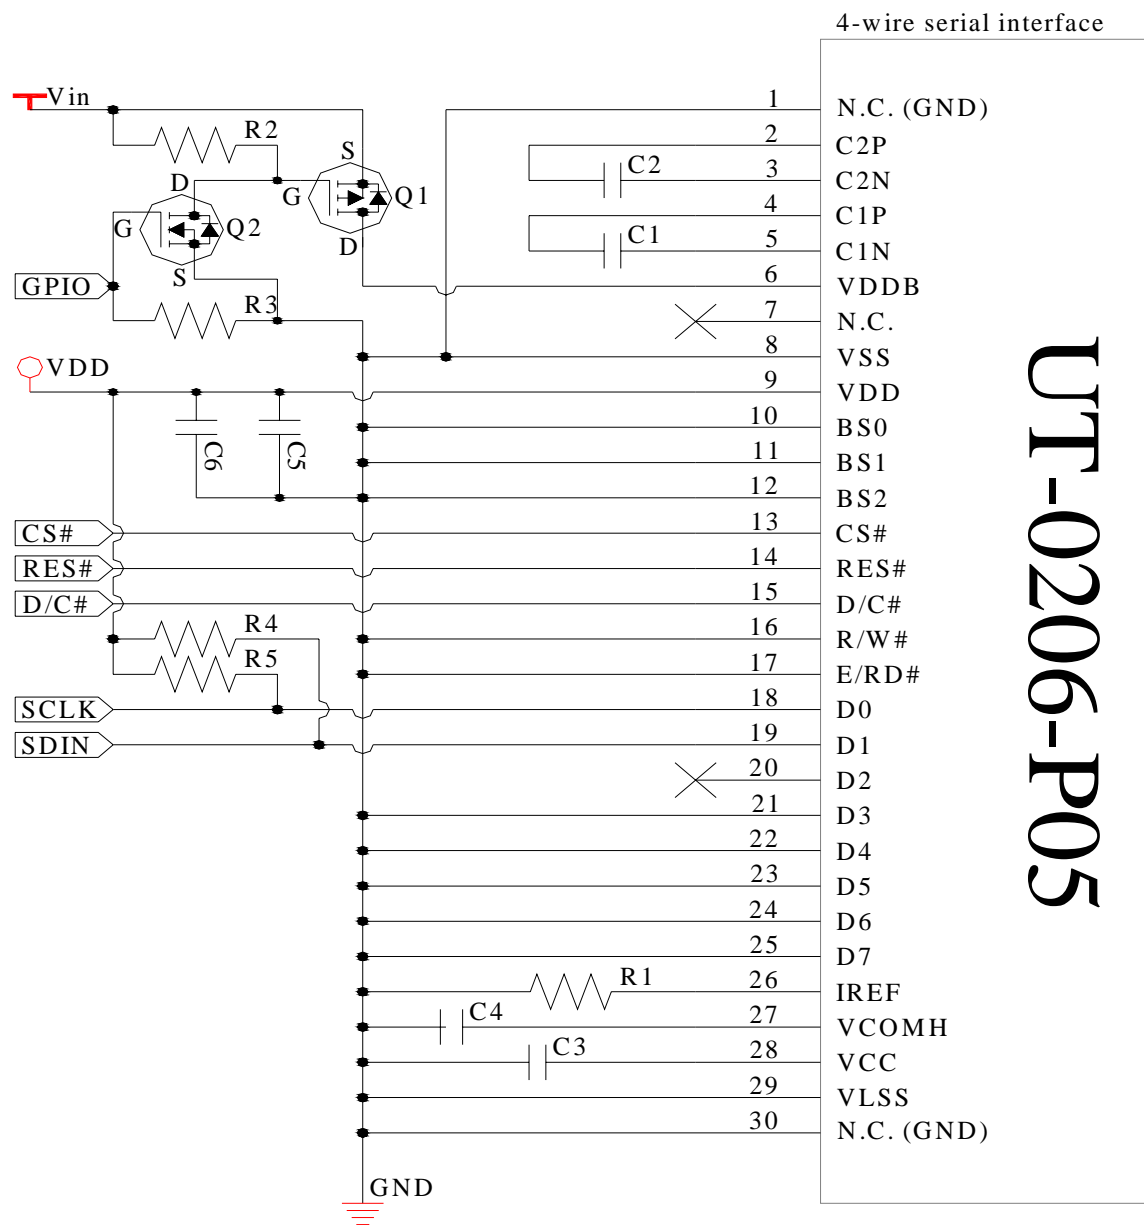 4-wire serial interface
Vin
1 N.C. (GND)
R2
2 C2P
S
C2
3 C2N
D
G
Q1
4 C1P
G
Q2
C1
5 C1N
D
S
GPIO
6 VDDB
R3
7 N.C.
8 VSS
VDD
9 VDD
10 BS0
C6
C5
11 BS1
12 BS2
CS#
13 CS#
RES#
14 RES#
D/C#
15 D/C#
R4
16 R/W#
R5
17 E/RD#
SCLK
18 D0
SDIN
19 D1
20 D2
21 D3
22 D4
23 D5
24 D6
25 D7
R1
26 IREF
C4
27 VCOMH
C3
28 VCC
29 VLSS
30 N.C. (GND)
GND
UT-0206-P05